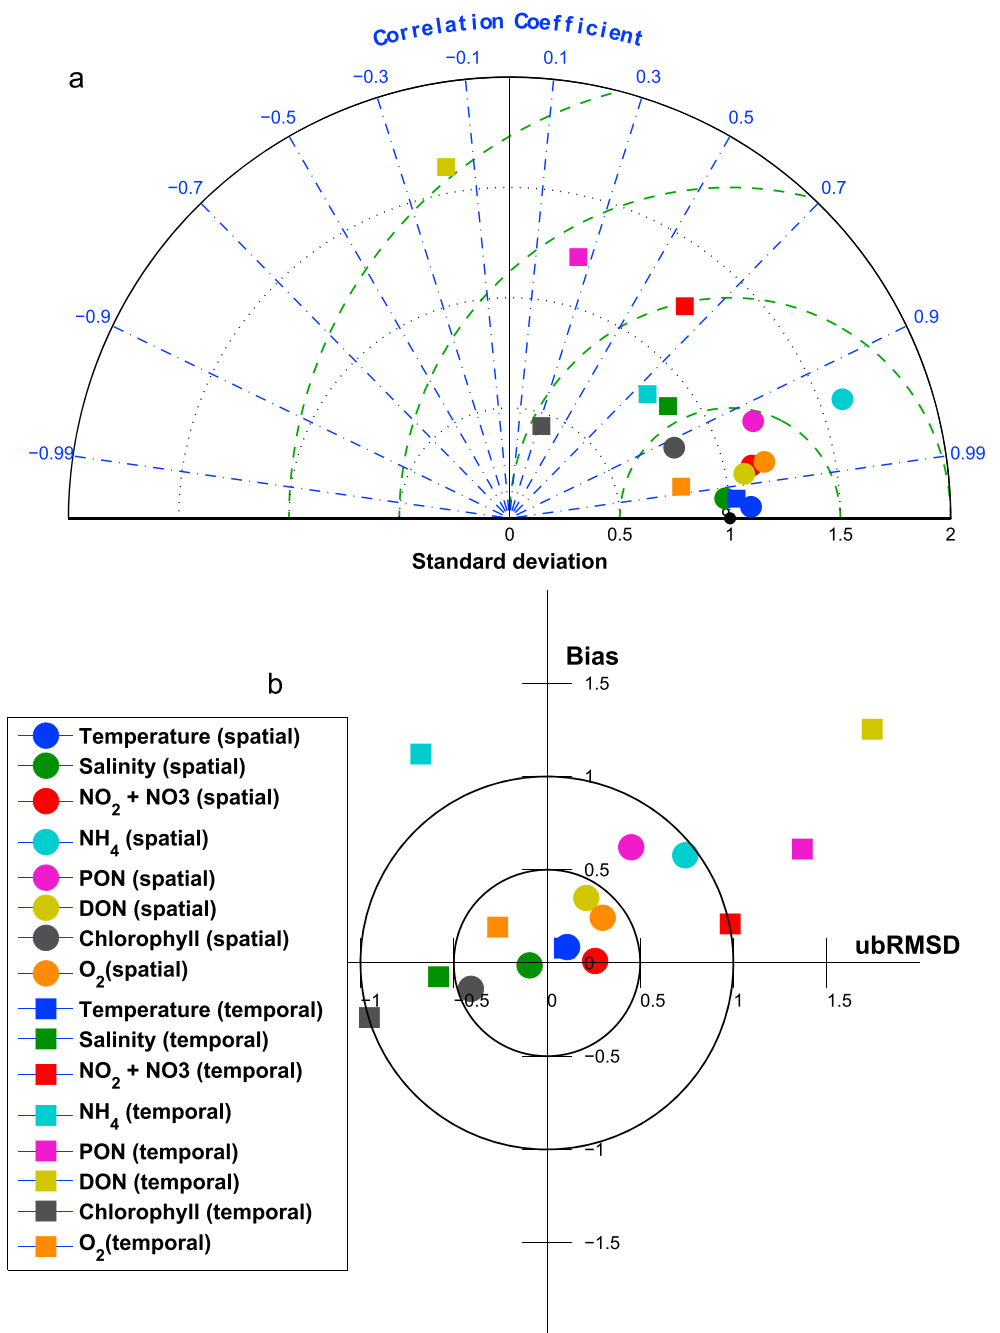 Correlation Coefficient
a
−0.1
0.1
−0.3
0.3
−0.5
0.5
−0.7
0.7
−0.9
0.9
−0.99
0.99
0
0.5
1
1.5
2
Standard deviation
b
Bias
1.5
1
0.5
0
−0.5
−1
−1.5
ubRMSD
−1
−0.5
0
0.5
1
1.5
Temperature (spatial)
Salinity (spatial)
NO2 + NO3 (spatial)
NH4 (spatial)
PON (spatial)
DON (spatial)
Chlorophyll (spatial)
O2(spatial)
Temperature (temporal)
Salinity (temporal)
NO2 + NO3 (temporal)
NH4 (temporal)
PON (temporal)
DON (temporal)
Chlorophyll (temporal)
O2(temporal)